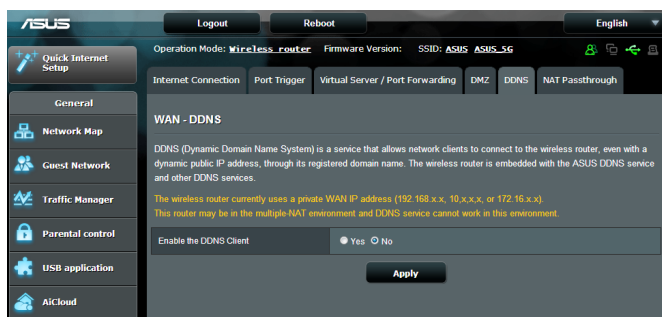 ASUS
Logout
Reboot
English
Quick Internet
Setup
General
Network Map
Guest Network
Traffic Manager
Parental control
USB application
AiCloud
Operation Mode: Wireless router Firmware Version: SSID: ASUS ASUS_5G
Internet Connection
Port Trigger
Virtual Server / Port Forwarding
DMZ
DDNS
NAT Passthrough
WAN - DDNS
DDNS (Dynamic Domain Name System) is a service that allows network clients to connect to the wireless router, even with a
dynamic public IP address, through its registered domain name. The wireless router is embedded with the ASUS DDNS service
and other DDNS services.
The wireless router currently uses a private WAN IP address (192.168.x.x, 10,x,x,x, or 172.16.x.x).
This router may be in the multiple-NAT environment and DDNS service cannot work in this environment.
Enable the DDNS Client
Yes No
Apply